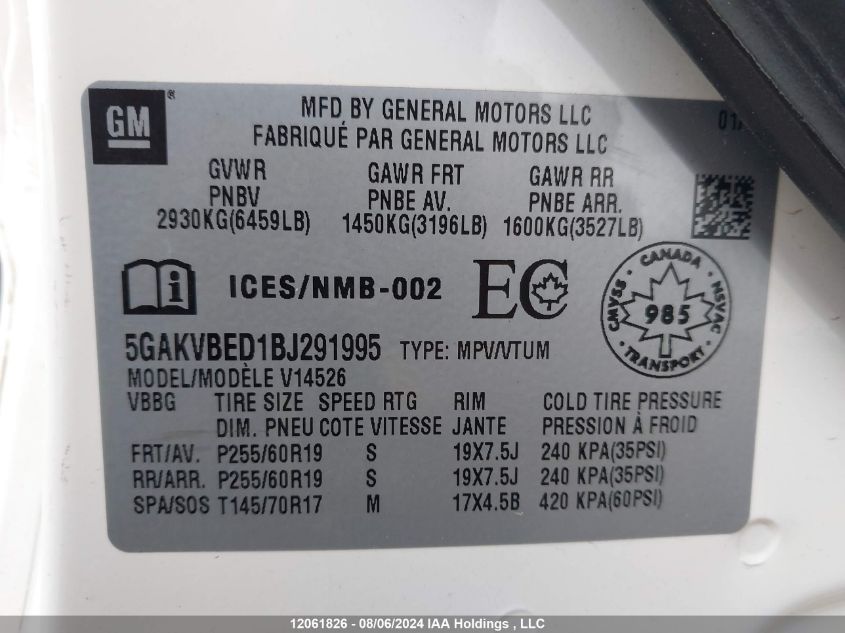 GM ®
MFD BY GENERAL MOTORS LLC
FABRIQUÉ PAR GENERAL MOTORS LLC
01/
GVWR GAWR FRT GAWR RR
PNBV PNBE AV. PNBE ARR.
2930KG(6459LB) 1450KG(3196LB) 1600KG(3527LB)
i ICES/NMB-002 EC
CANADA
CMVSS 985 NSVAC
TRANSPORT
5GAKVBED1BJ291995 TYPE: MPV/VTUM
MODEL/MODÈLE V14526
VBBG TIRE SIZE SPEED RTG RIM COLD TIRE PRESSURE
DIM. PNEU COTE VITESSE JANTE PRESSION À FROID
FRT/AV. P255/60R19 S 19X7.5J 240 KPA(35PSI)
RR/ARR. P255/60R19 S 19X7.5J 240 KPA(35PSI)
SPA/SOS T145/70R17 M 17X4.5B 420 KPA(60PSI)
12061826 - 08/06/2024 IAA Holdings , LLC